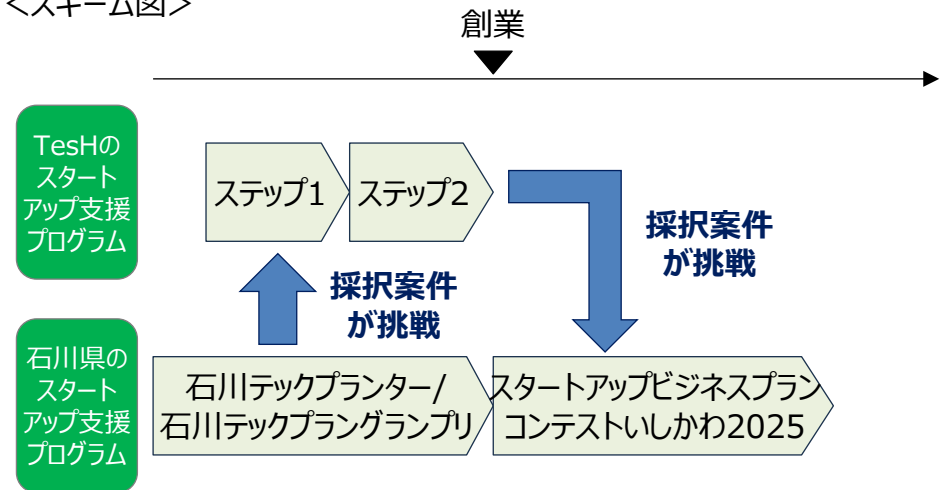 ＜スキーム図＞
創業
TesHの
スタート
アップ支援
プログラム
ステップ1
ステップ2
採択案件
が挑戦
採択案件
が挑戦
石川県の
スタート
アップ支援
プログラム
石川テックプランター/
石川テックプラングランプリ
スタートアップビジネスプラン
コンテストいしかわ2025